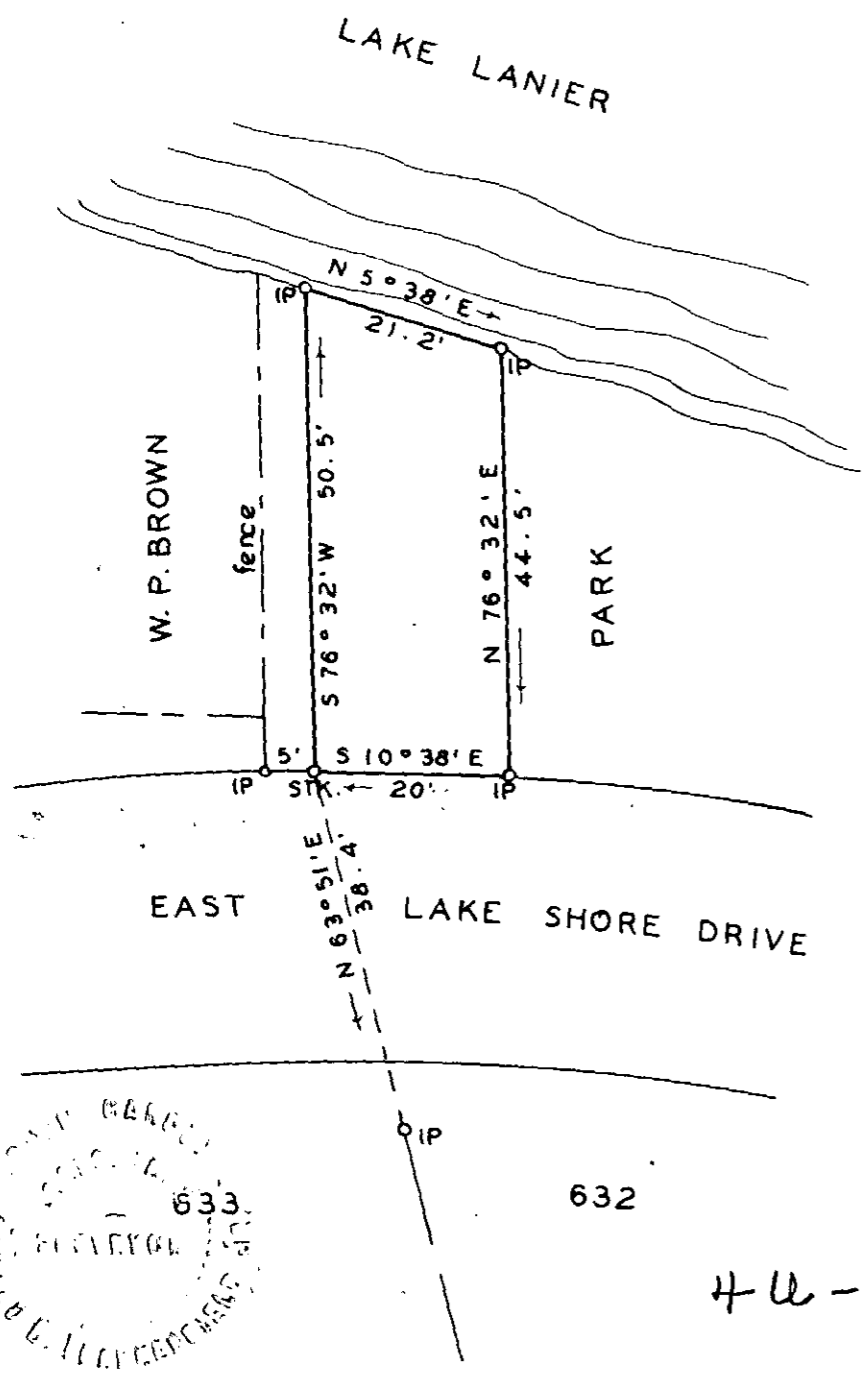 LAKE LANIER
N 5° 38' E
21.2'
IP
IP
W. P. BROWN
fence
S 76° 32' W 50.5'
N 76° 32' E
44.5'
PARK
5'
S 10° 38' E
IP
STK.
20'
IP
N 63° 51' E
38.4'
EAST LAKE SHORE DRIVE
IP
633
632